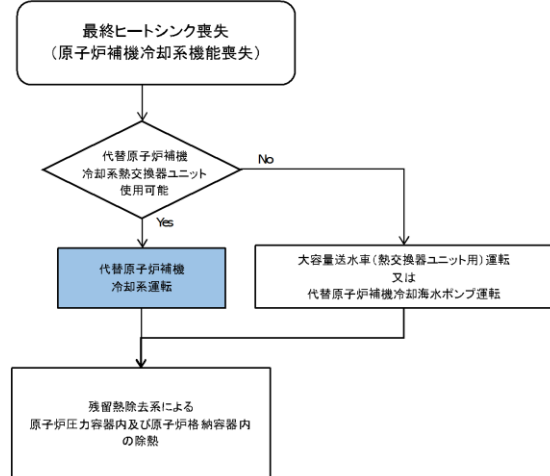 最終ヒートシンク喪失
（原子炉補機冷却系機能喪失）
代替原子炉補機
冷却系熱交換器ユニット
使用可能
No
Yes
代替原子炉補機
冷却系運転
大容量送水車（熱交換器ユニット用）運転
又は
代替原子炉補機冷却海水ポンプ運転
残留熱除去系による
原子炉圧力容器内及び原子炉格納容器内
の除熱